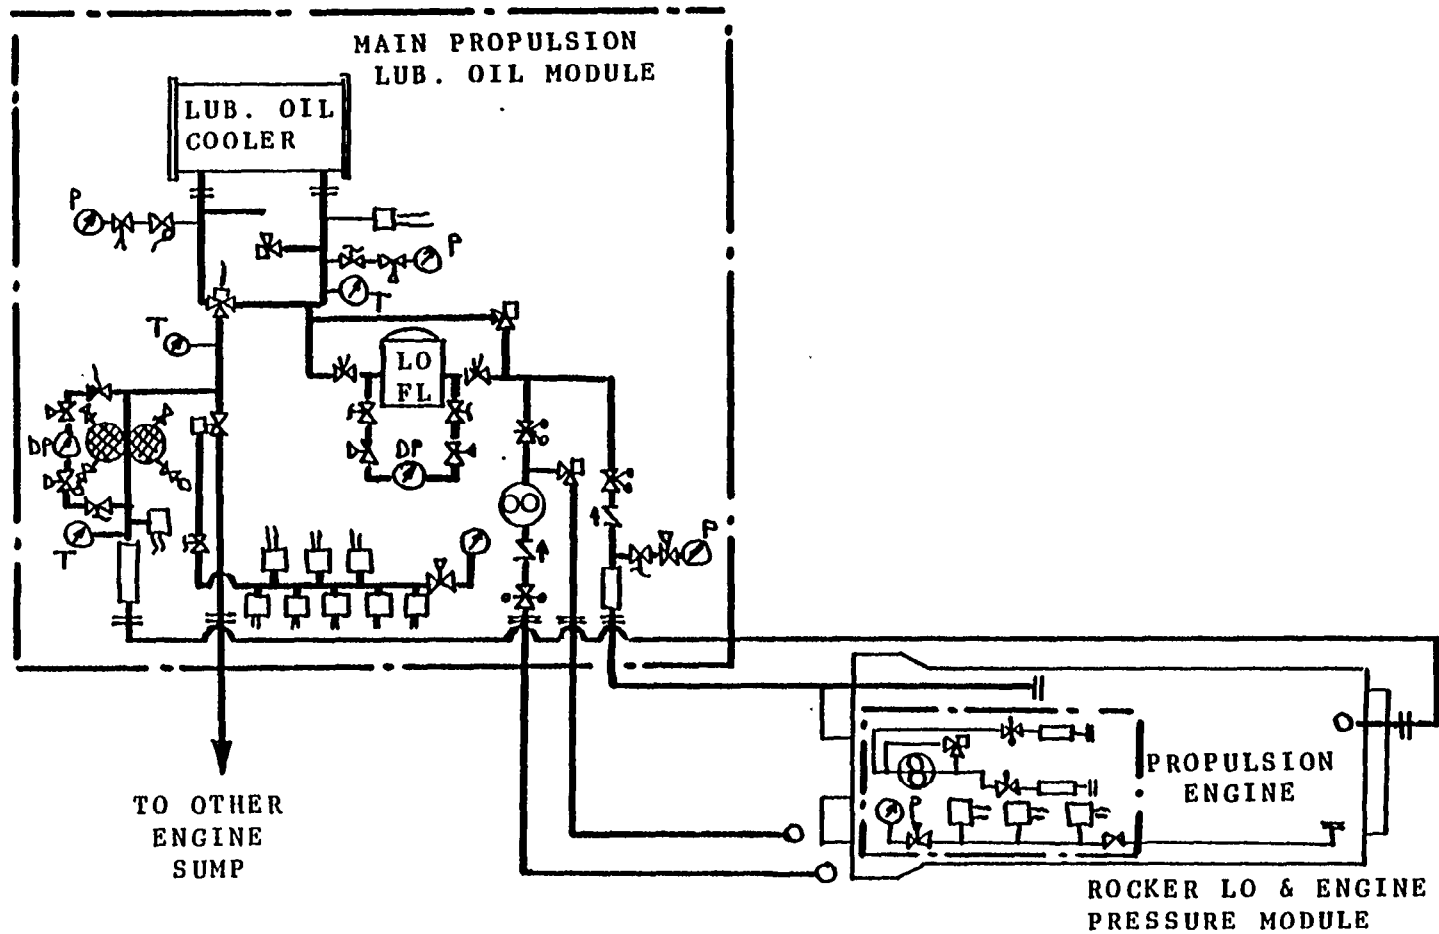 MAIN PROPULSION
LUB. OIL MODULE
LUB. OIL
COOLER
P
P
T
T
LO
FL
DP
DP
T
P
PROPULSION
ENGINE
P
TO OTHER
ENGINE
SUMP
ROCKER LO & ENGINE
PRESSURE MODULE